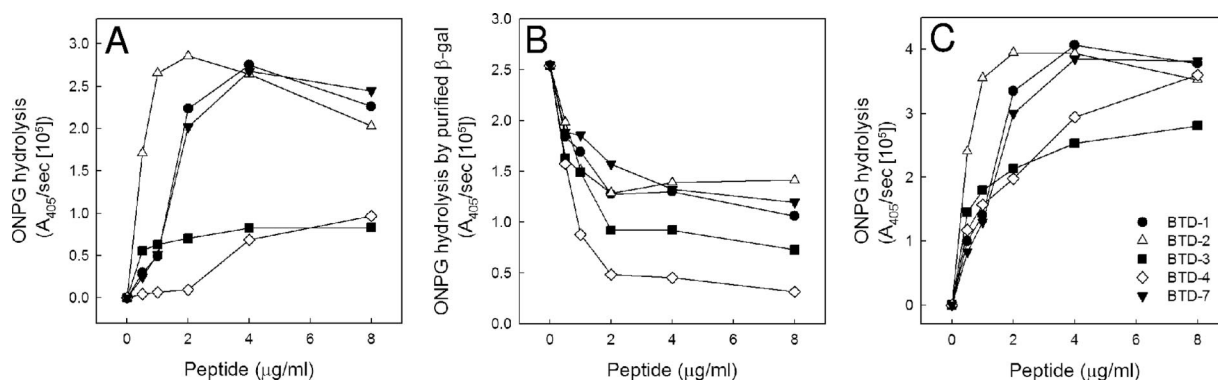 A
ONPG hydrolysis
(A405/sec [10⁵])
3.0
2.5
2.0
1.5
1.0
0.5
0.0
0 2 4 6 8
Peptide (μg/ml)
B
ONPG hydrolysis by purified β-gal
(A405/sec [10⁵])
3.0
2.5
2.0
1.5
1.0
0.5
0.0
0 2 4 6 8
Peptide (μg/ml)
C
ONPG hydrolysis
(A405/sec [10⁵])
4
3
2
1
0
BTD-1
BTD-2
BTD-3
BTD-4
BTD-7
0 2 4 6 8
Peptide (μg/ml)